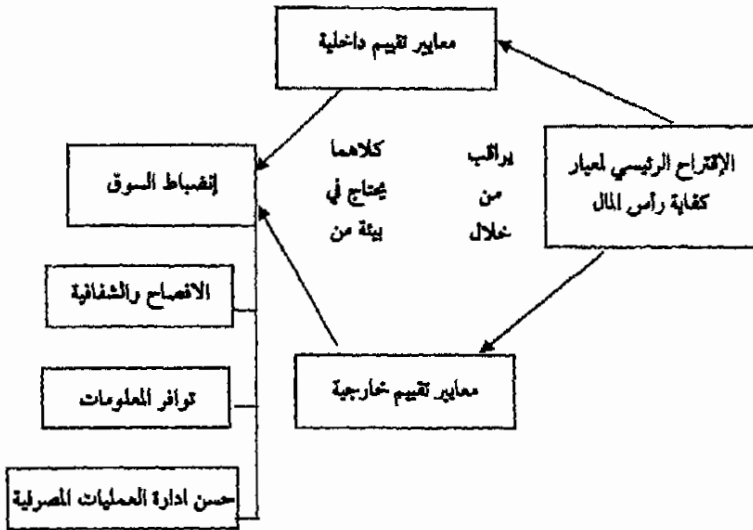 معايير تقييم داخلية
الإقتراح الرئيسي لمعيار
كفاية رأس المال
يراقب
من
خلال
كلاهما
يحتاج في
بيئة من
إنضباط السوق
الافصاح والشفافية
معايير تقييم خارجية
توافر المعلومات
حسن ادارة العمليات المصرفية